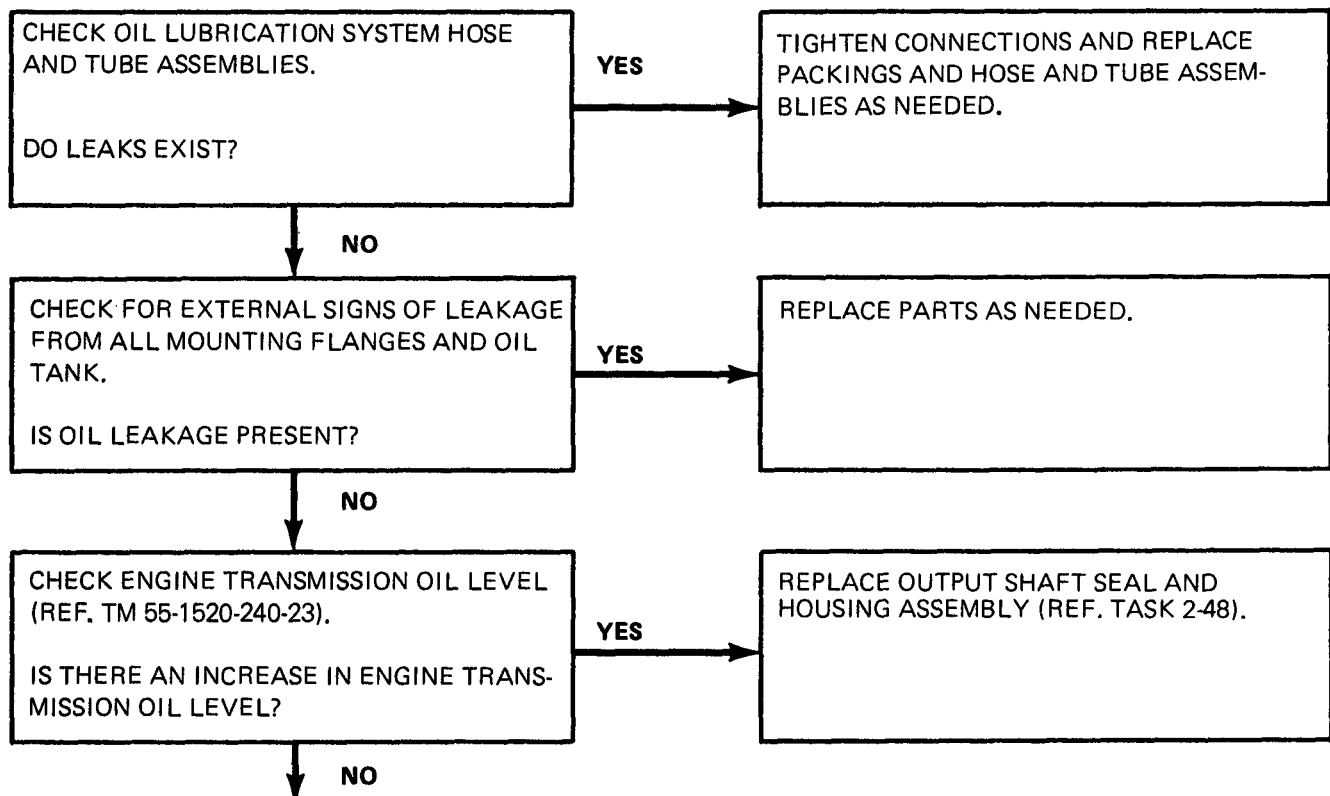 CHECK OIL LUBRICATION SYSTEM HOSE
AND TUBE ASSEMBLIES.
DO LEAKS EXIST?
YES
TIGHTEN CONNECTIONS AND REPLACE
PACKINGS AND HOSE AND TUBE ASSEM-
BLIES AS NEEDED.
NO
CHECK FOR EXTERNAL SIGNS OF LEAKAGE
FROM ALL MOUNTING FLANGES AND OIL
TANK.
IS OIL LEAKAGE PRESENT?
YES
REPLACE PARTS AS NEEDED.
NO
CHECK ENGINE TRANSMISSION OIL LEVEL
(REF. TM 55-1520-240-23).
IS THERE AN INCREASE IN ENGINE TRANS-
MISSION OIL LEVEL?
YES
REPLACE OUTPUT SHAFT SEAL AND
HOUSING ASSEMBLY (REF. TASK 2-48).
NO